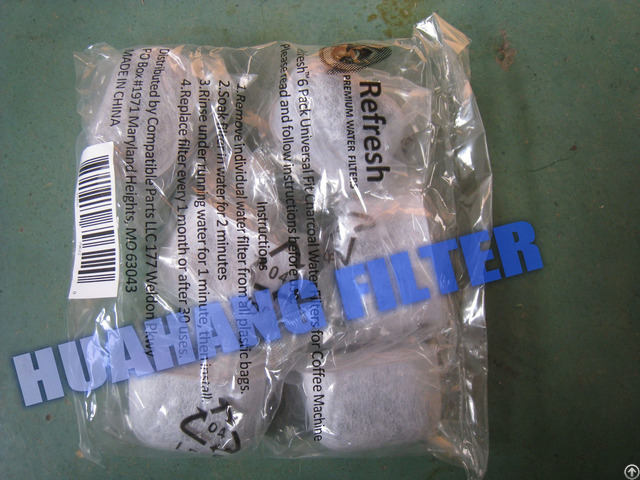 Refresh
PREMIUM WATER FILTERS
fresh™ 6 Pack Universal Fit Charcoal Water Filters for Coffee Machine
Please read and follow instructions before
Instructions
1. Remove individual water filter from all plastic bags.
2. Soak filter in water for 2 minutes
3. Rinse under running water for 1 minute, then install.
4. Replace filter every 1 month or after 30 uses.
Distributed by Compatible Parts LLC 177 Weldon Pkwy
PO Box #1971 Maryland Heights, MO 63043
MADE IN CHINA
HUAHANG FILTER
04
04